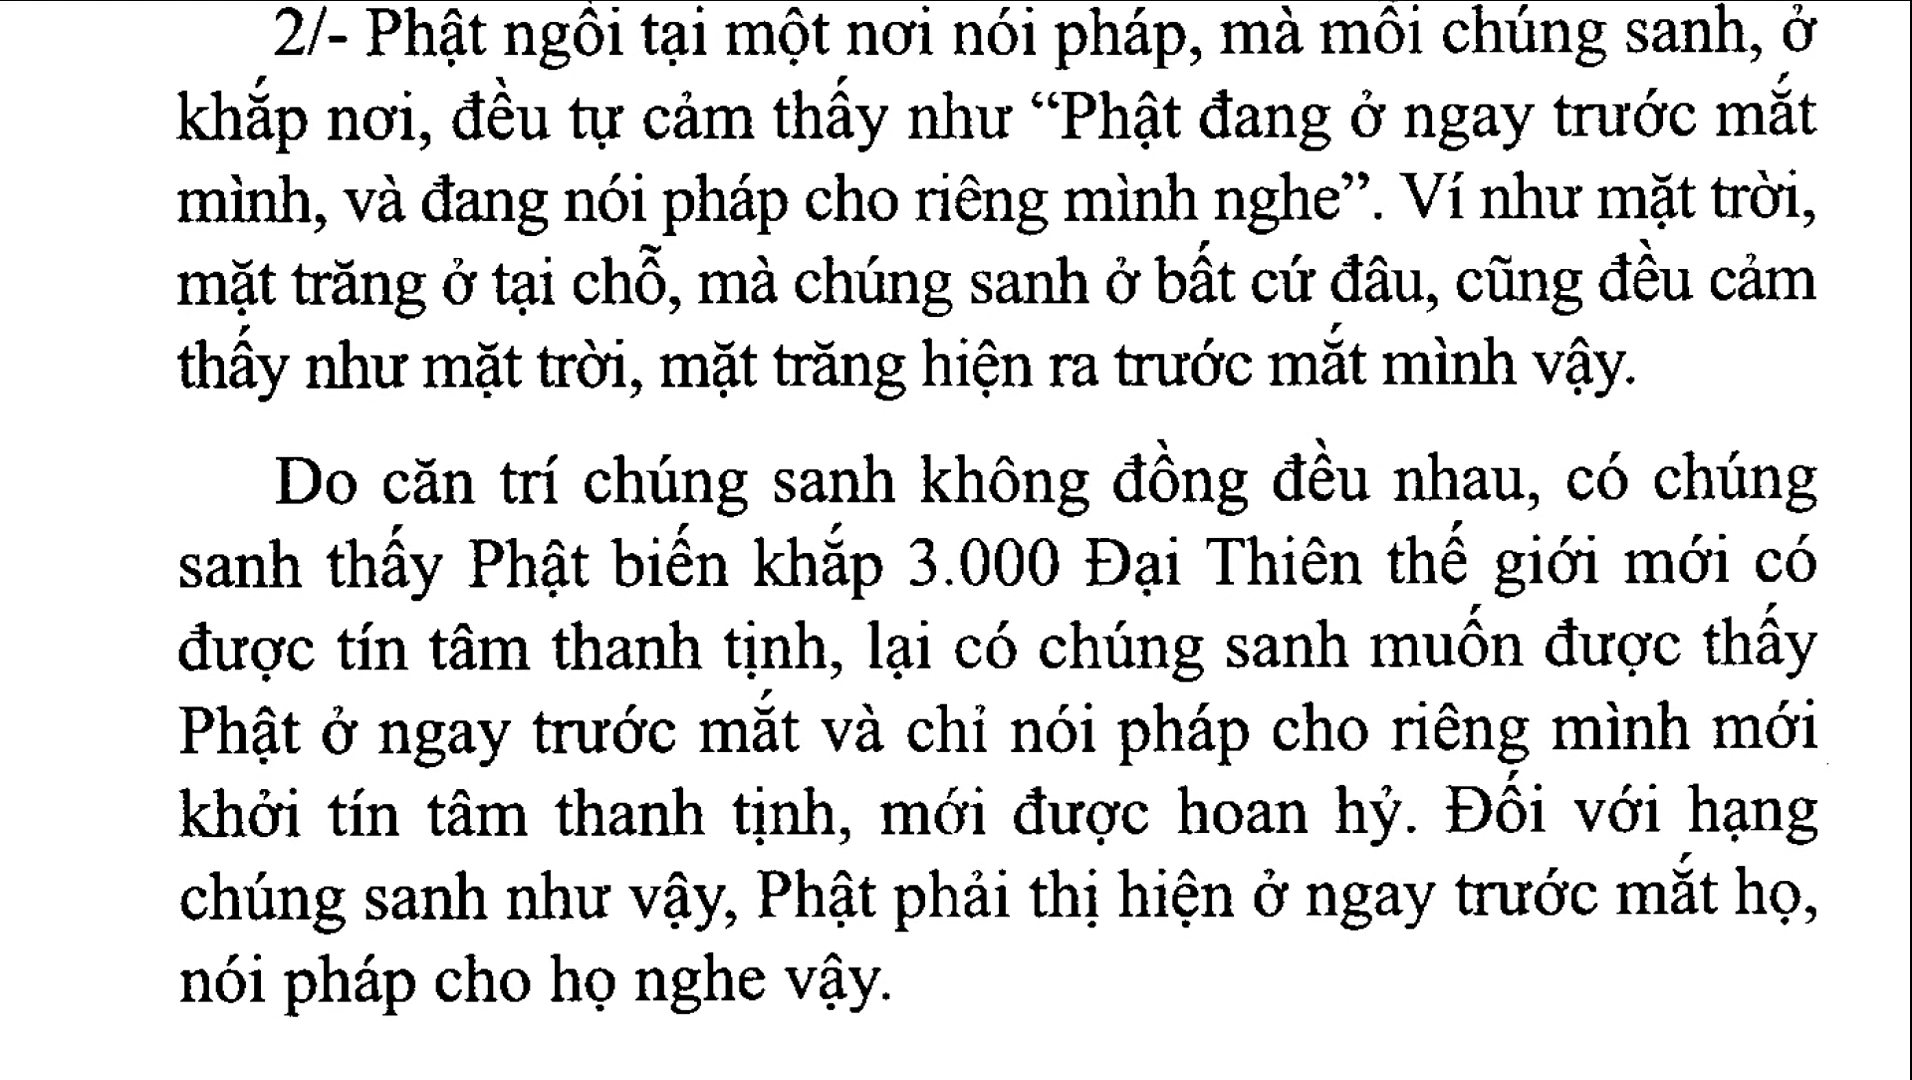 2/- Phật ngồi tại một nơi nói pháp, mà mỗi chúng sanh, ở
khắp nơi, đều tự cảm thấy như “Phật đang ở ngay trước mắt
mình, và đang nói pháp cho riêng mình nghe”. Ví như mặt trời,
mặt trăng ở tại chỗ, mà chúng sanh ở bất cứ đâu, cũng đều cảm
thấy như mặt trời, mặt trăng hiện ra trước mắt mình vậy.
Do căn trí chúng sanh không đồng đều nhau, có chúng
sanh thấy Phật biến khắp 3.000 Đại Thiên thế giới mới có
được tín tâm thanh tịnh, lại có chúng sanh muốn được thấy
Phật ở ngay trước mắt và chỉ nói pháp cho riêng mình mới
khởi tín tâm thanh tịnh, mới được hoan hỷ. Đối với hạng
chúng sanh như vậy, Phật phải thị hiện ở ngay trước mắt họ,
nói pháp cho họ nghe vậy.